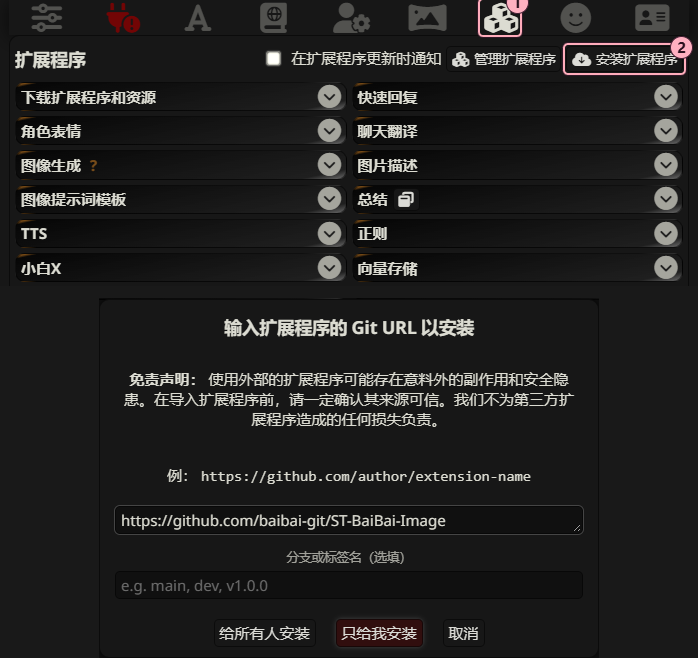 1
扩展程序
在扩展程序更新时通知
管理扩展程序
安装扩展程序
2
下载扩展程序和资源
快速回复
角色表情
聊天翻译
图像生成 ?
图片描述
图像提示词模板
总结
TTS
正则
小白X
向量存储
输入扩展程序的 Git URL 以安装
免责声明： 使用外部的扩展程序可能存在意料外的副作用和安全隐
患。在导入扩展程序前，请一定确认其来源可信。我们不为第三方扩
展程序造成的任何损失负责。
例： https://github.com/author/extension-name
https://github.com/baibai-git/ST-BaiBai-Image
分支或标签名（选填）
e.g. main, dev, v1.0.0
给所有人安装
只给我安装
取消